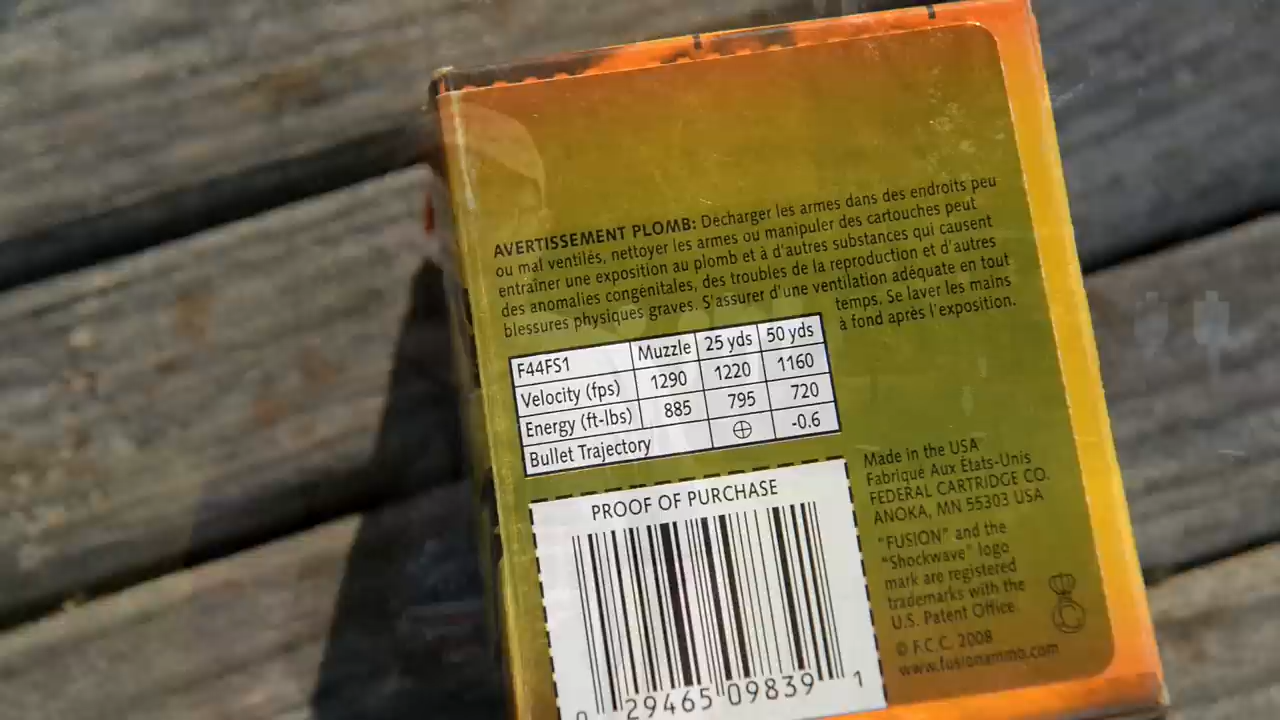 AVERTISSEMENT PLOMB: Décharger les armes dans des endroits peu
ou mal ventilés, nettoyer les armes ou manipuler des cartouches peut
entraîner une exposition au plomb et à d'autres substances qui causent
des anomalies congénitales, des troubles de la reproduction et d'autres
blessures physiques graves. S'assurer d'une ventilation adéquate en tout
temps. Se laver les mains
à fond après l'exposition.
F44FS1 Muzzle 25 yds 50 yds
Velocity (fps) 1290 1220 1160
Energy (ft-lbs) 885 795 720
Bullet Trajectory ⊕ -0.6
PROOF OF PURCHASE
0 29465 09839 1
Made in the USA
Fabriqué Aux États-Unis
FEDERAL CARTRIDGE CO.
ANOKA, MN 55303 USA
"FUSION" and the
"Shockwave" logo
mark are registered
trademarks with the
U.S. Patent Office.
© F.C.C. 2008
www.fusionammo.com